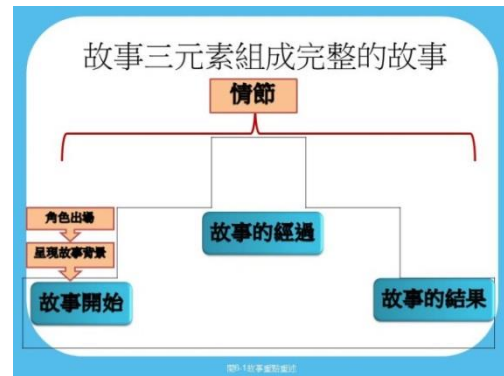 故事三元素組成完整的故事
情節
角色出場
呈現故事背景
故事開始
故事的經過
故事的結果